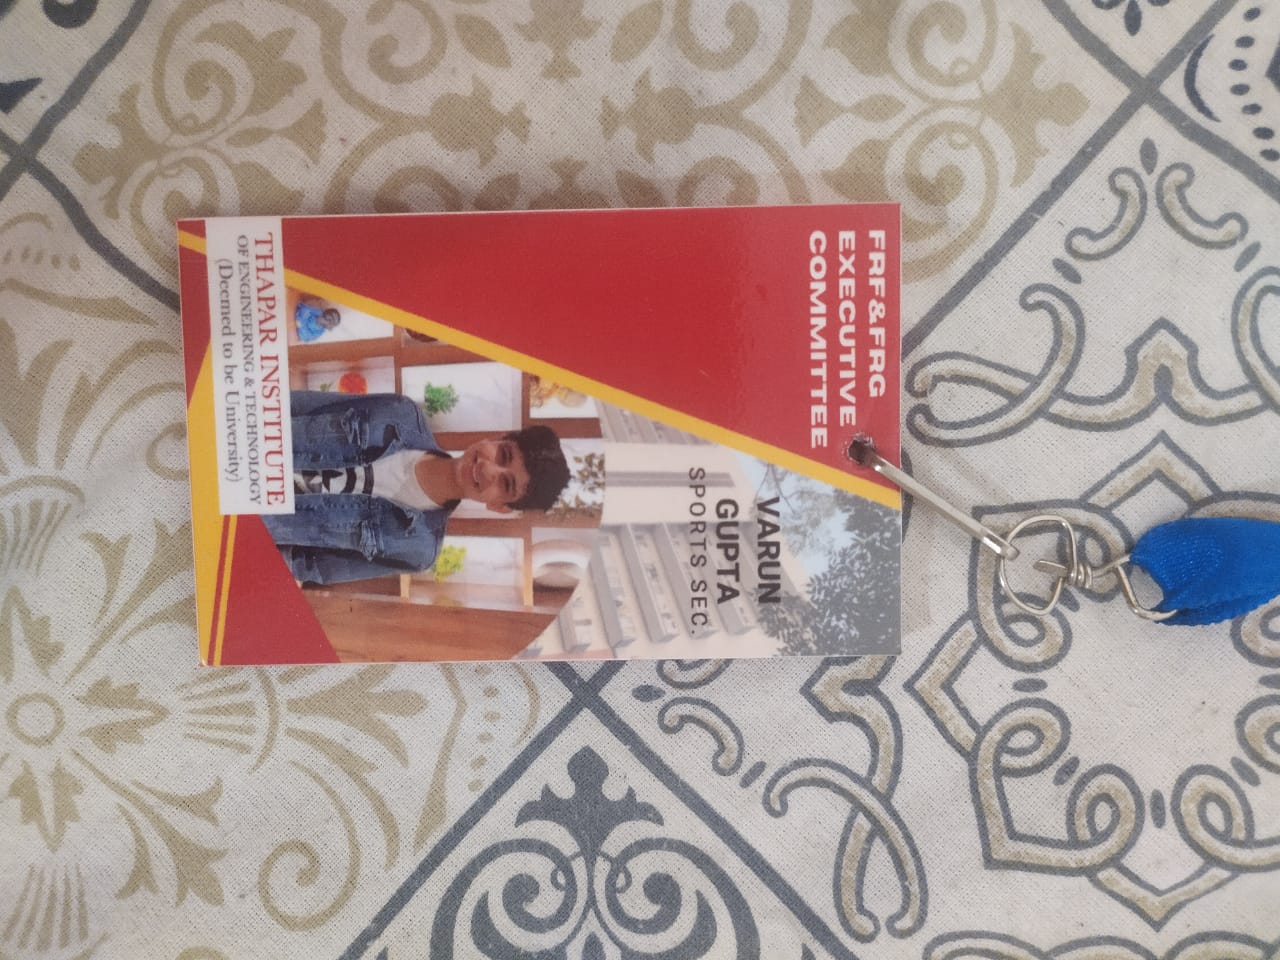 FRF&FRG
EXECUTIVE
COMMITTEE
VARUN
GUPTA
SPORTS SEC.
THAPAR INSTITUTE
OF ENGINEERING & TECHNOLOGY
(Deemed to be University)